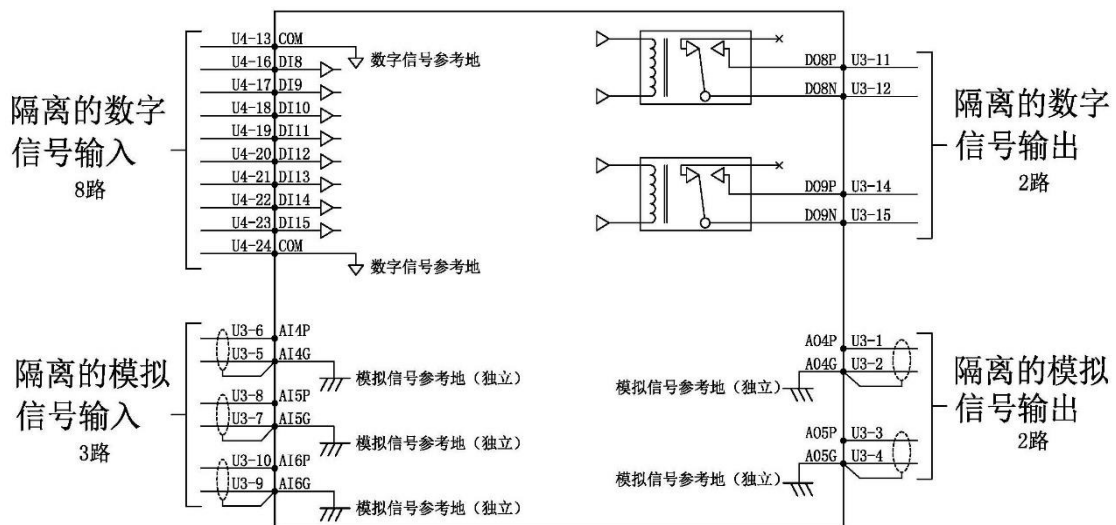 隔离的数字
信号输入
8路
U4-13 COM
数字信号参考地
U4-16 DI8
U4-17 DI9
U4-18 DI10
U4-19 DI11
U4-20 DI12
U4-21 DI13
U4-22 DI14
U4-23 DI15
U4-24 COM
数字信号参考地
DO8P U3-11
DO8N U3-12
DO9P U3-14
DO9N U3-15
隔离的数字
信号输出
2路
隔离的模拟
信号输入
3路
U3-6 AI4P
U3-5 AI4G
模拟信号参考地（独立）
U3-8 AI5P
U3-7 AI5G
模拟信号参考地（独立）
U3-10 AI6P
U3-9 AI6G
模拟信号参考地（独立）
AO4P U3-1
AO4G U3-2
模拟信号参考地（独立）
AO5P U3-3
AO5G U3-4
模拟信号参考地（独立）
隔离的模拟
信号输出
2路